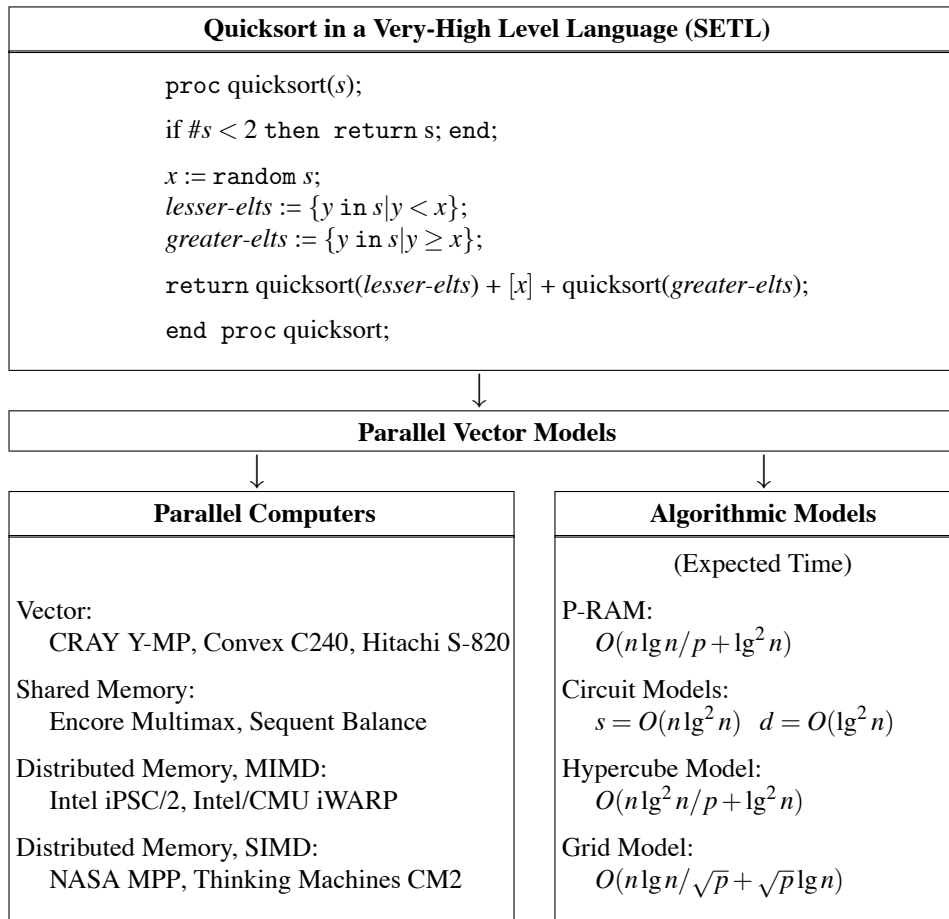 Quicksort in a Very-High Level Language (SETL)
proc quicksort(s);
if #s < 2 then return s; end;
x := random s;
lesser-elts := {y in s|y < x};
greater-elts := {y in s|y ≥ x};
return quicksort(lesser-elts) + [x] + quicksort(greater-elts);
end proc quicksort;
↓
Parallel Vector Models
↓ ↓
Parallel Computers
Vector:
CRAY Y-MP, Convex C240, Hitachi S-820
Shared Memory:
Encore Multimax, Sequent Balance
Distributed Memory, MIMD:
Intel iPSC/2, Intel/CMU iWARP
Distributed Memory, SIMD:
NASA MPP, Thinking Machines CM2
Algorithmic Models
(Expected Time)
P-RAM:
O(n lg n/p + lg² n)
Circuit Models:
s = O(n lg² n) d = O(lg² n)
Hypercube Model:
O(n lg² n/p + lg² n)
Grid Model:
O(n lg n/√p + √p lg n)